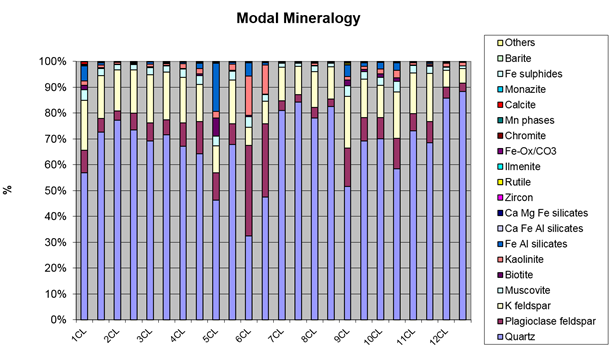 Modal Mineralogy
100%
90%
80%
70%
60%
50%
40%
30%
20%
10%
0%
%
1CL
2CL
3CL
4CL
5CL
6CL
7CL
8CL
9CL
10CL
11CL
12CL
Others
Barite
Fe sulphides
Monazite
Calcite
Mn phases
Chromite
Fe-Ox/CO3
Ilmenite
Rutile
Zircon
Ca Mg Fe silicates
Ca Fe Al silicates
Fe Al silicates
Kaolinite
Biotite
Muscovite
K feldspar
Plagioclase feldspar
Quartz